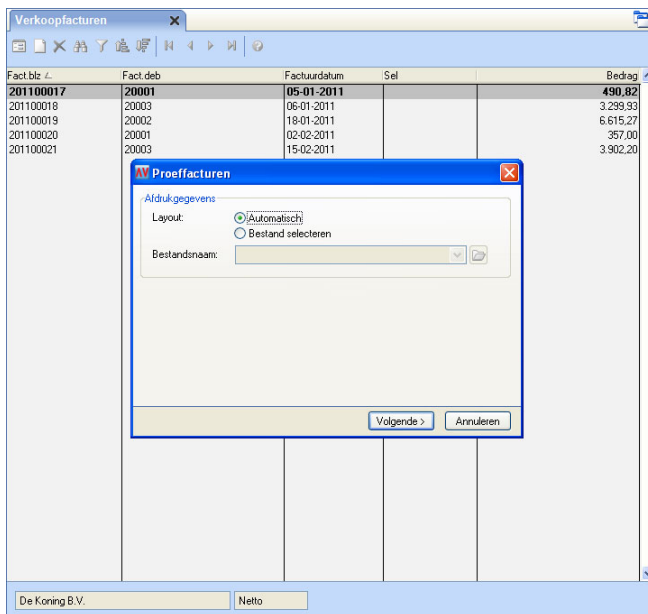 Verkoopfacturen
Fact.blz Fact.deb Factuurdatum Sel Bedrag
201100017 20001 05-01-2011 490,82
201100018 20003 06-01-2011 3.299,93
201100019 20002 18-01-2011 6.615,27
201100020 20001 02-02-2011 357,00
201100021 20003 15-02-2011 3.902,20
AV Proeffacturen
Afdrukgegevens
Layout: Automatisch
Bestand selecteren
Bestandsnaam:
Volgende > Annuleren
De Koning B.V. Netto